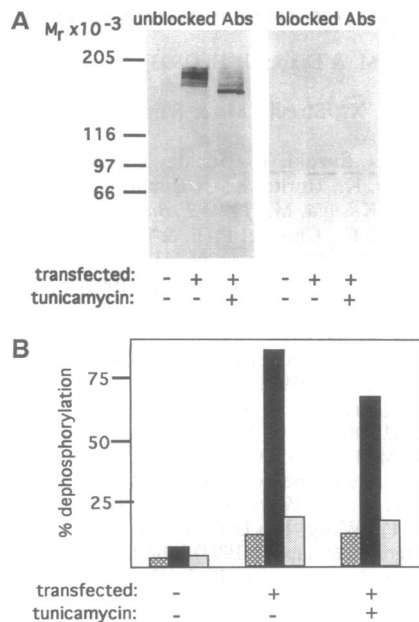 A
Mr x10-3
unblocked Abs
blocked Abs
205
116
97
66
transfected: - + + - + +
tunicamycin: - - + - - +
B
% dephosphorylation
75
50
25
transfected: - + +
tunicamycin: - - +